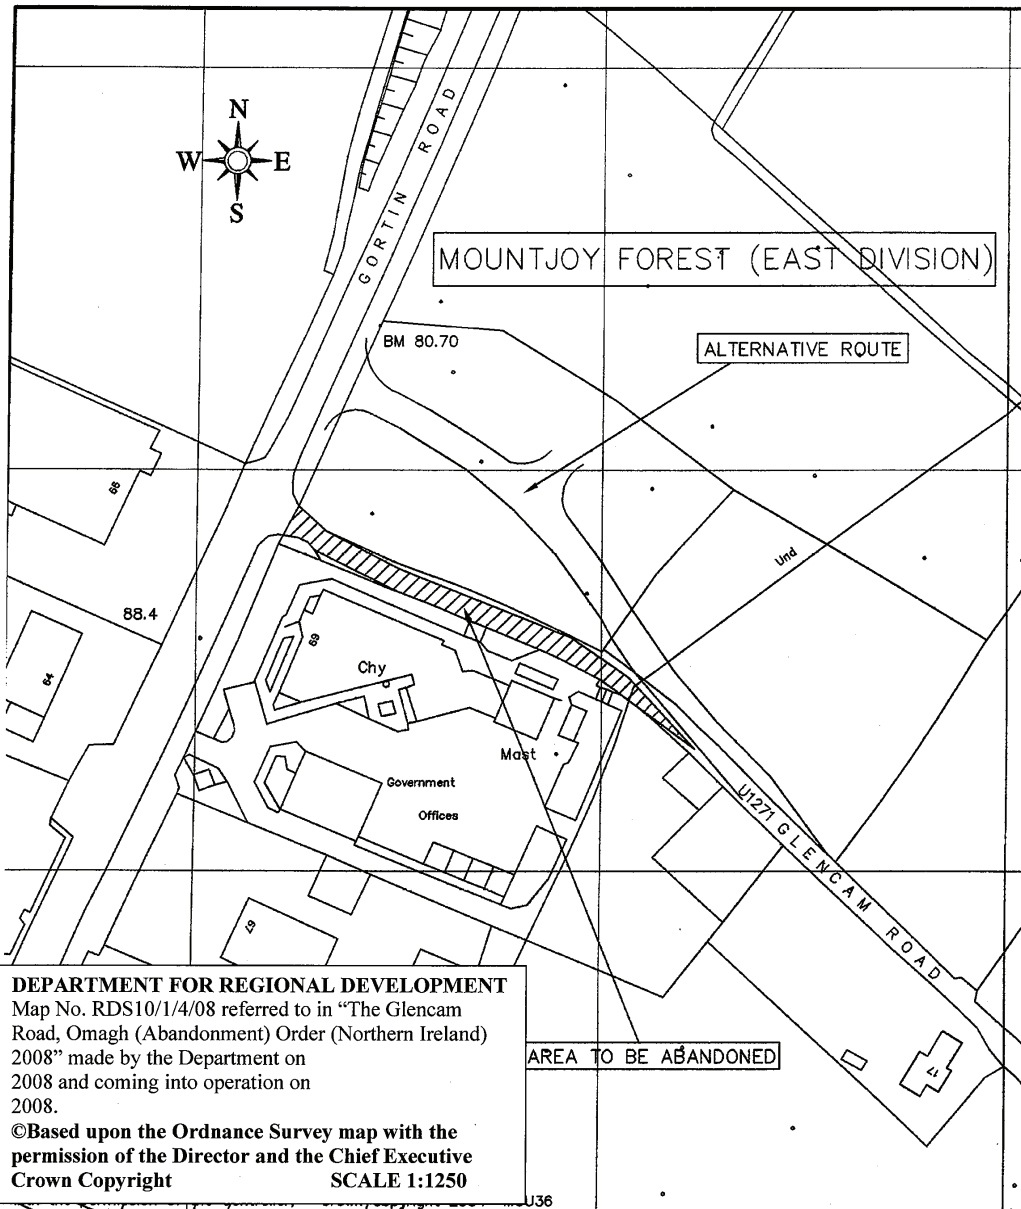 N
W E
S
GORTIN ROAD
MOUNTJOY FOREST (EAST DIVISION)
BM 80.70
ALTERNATIVE ROUTE
66
Und
88.4
69
64
Chy
Mast
Government
Offices
U1271 GLENCAM ROAD
67
17
AREA TO BE ABANDONED
DEPARTMENT FOR REGIONAL DEVELOPMENT
Map No. RDS10/1/4/08 referred to in “The Glencam
Road, Omagh (Abandonment) Order (Northern Ireland)
2008” made by the Department on
2008 and coming into operation on
2008.
©Based upon the Ordnance Survey map with the
permission of the Director and the Chief Executive
Crown Copyright SCALE 1:1250